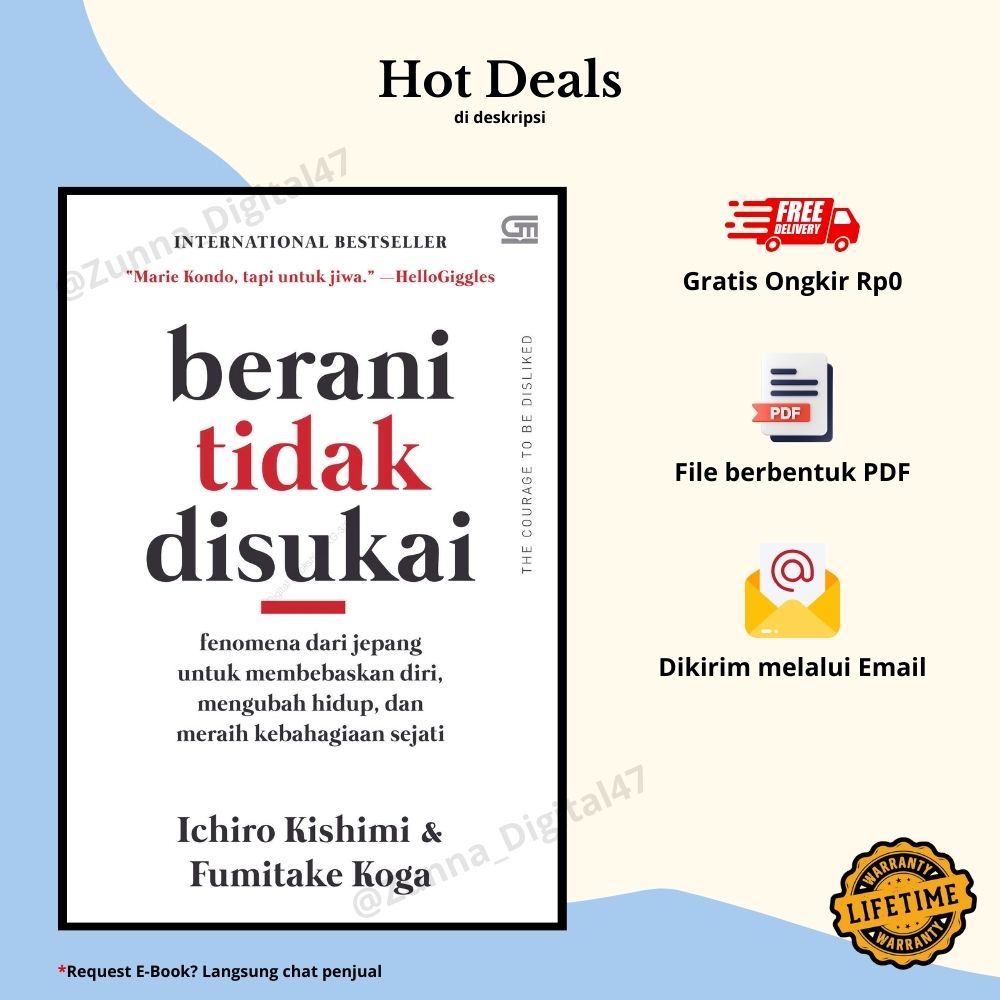 Hot Deals
di deskripsi
@Zunna_Digital47
GM
INTERNATIONAL BESTSELLER
"Marie Kondo, tapi untuk jiwa." —HelloGiggles
berani
tidak
disukai
THE COURAGE TO BE DISLIKED
fenomena dari jepang
untuk membebaskan diri,
mengubah hidup, dan
meraih kebahagiaan sejati
Ichiro Kishimi &
Fumitake Koga
@Zunna_Digital47
FREE
DELIVERY
Gratis Ongkir Rp0
PDF
File berbentuk PDF
@
Dikirim melalui Email
WARRANTY
LIFETIME
WARRANTY
*Request E-Book? Langsung chat penjual